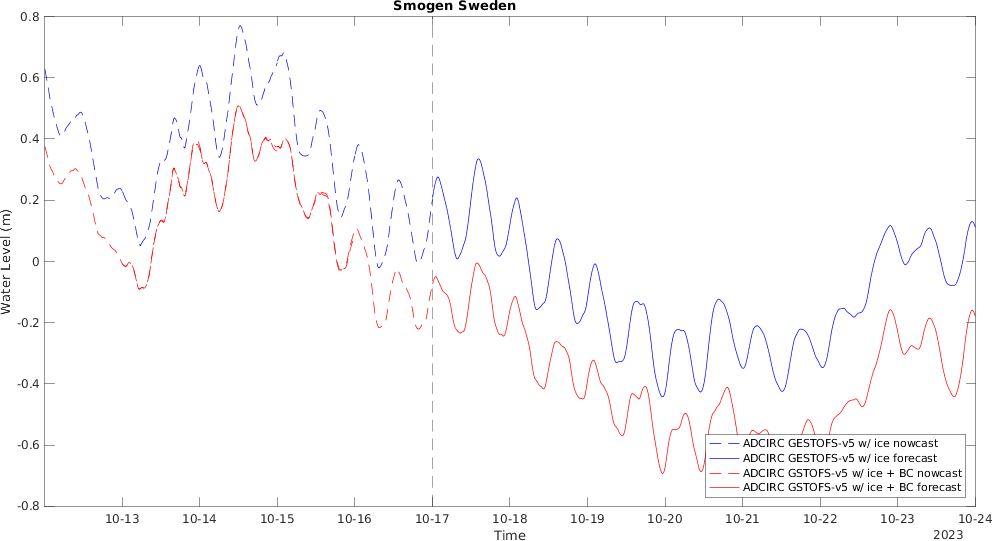 Smogen Sweden
Water Level (m)
0.8
0.6
0.4
0.2
0
-0.2
-0.4
-0.6
-0.8
ADCIRC GESTOFS-v5 w/ ice nowcast
ADCIRC GESTOFS-v5 w/ ice forecast
ADCIRC GSTOFS-v5 w/ ice + BC nowcast
ADCIRC GSTOFS-v5 w/ ice + BC forecast
10-13 10-14 10-15 10-16 10-17 10-18 10-19 10-20 10-21 10-22 10-23 10-24
Time
2023